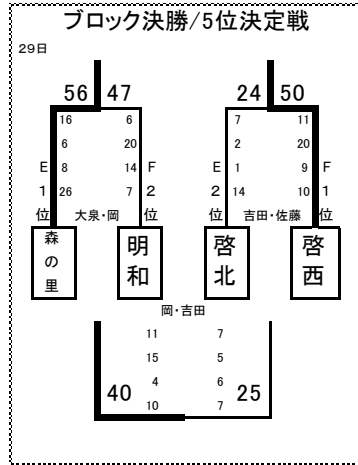 ブロック決勝/5位決定戦
29日
56 47 24 50
16 6 7 11
6 20 2 20
E 8 14 F E 1 9 F
1 26 7 2 2 14 10 1
位 大泉・岡 位 位 吉田・佐藤 位
森の里 明和 啓北 啓西
岡・吉田
11 7
15 5
4 6
40 10 7 25